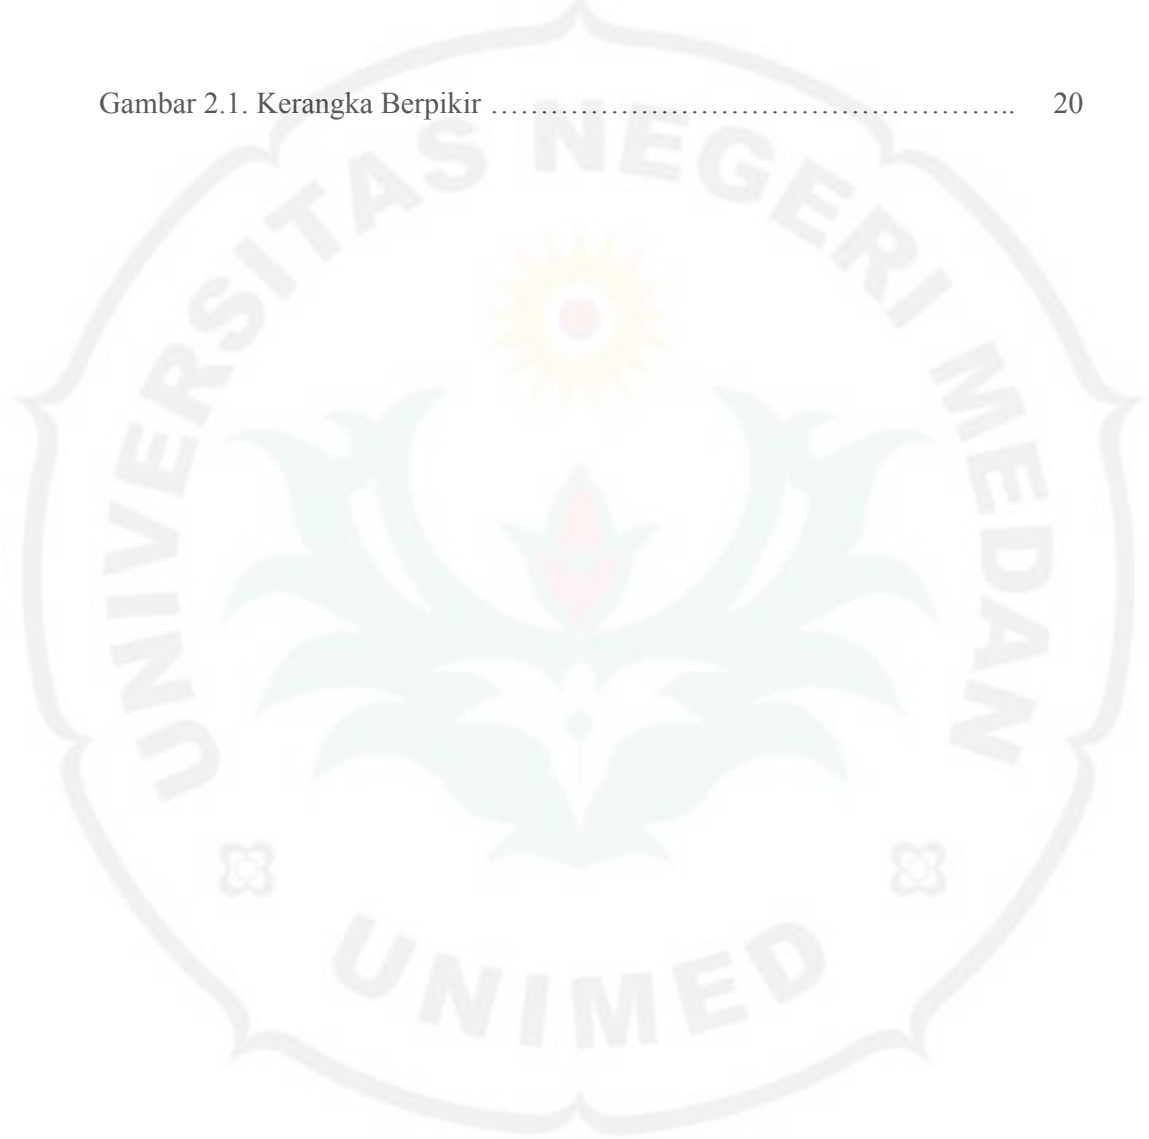 Gambar 2.1. Kerangka Berpikir …………………………………………….. 20
UNIVERSITAS NEGERI MEDAN
UNIMED